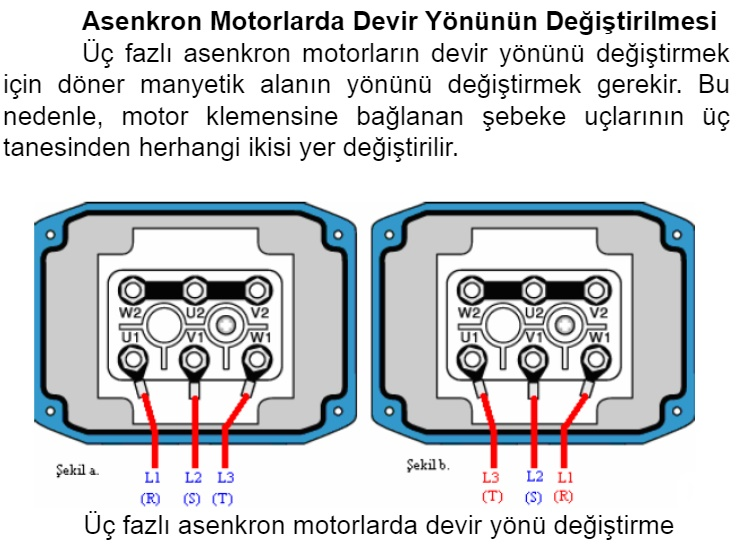 Asenkron Motorlarda Devir Yönünün Değiştirilmesi
Üç fazlı asenkron motorların devir yönünü değiştirmek
için döner manyetik alanın yönünü değiştirmek gerekir. Bu
nedenle, motor klemensine bağlanan şebeke uçlarının üç
tanesinden herhangi ikisi yer değiştirilir.
W2 U2 V2
U1 V1 W1
Şekil a.
L1 L2 L3
(R) (S) (T)
W2 U2 V2
U1 V1 W1
Şekil b.
L3 L2 L1
(T) (S) (R)
Üç fazlı asenkron motorlarda devir yönü değiştirme